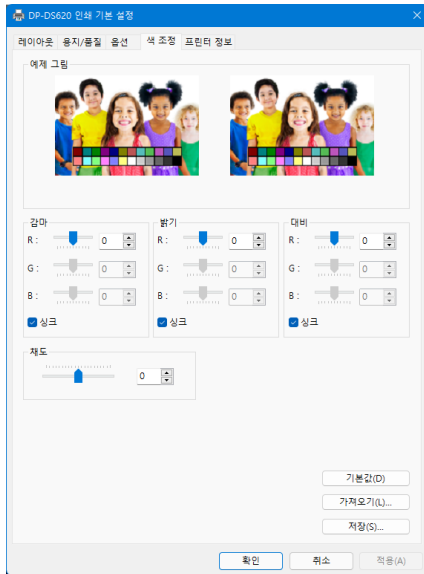 DP-DS620 인쇄 기본 설정
레이아웃 용지/품질 옵션 색 조정 프린터 정보
예제 그림
감마 밝기 대비
R : 0 R : 0 R : 0
G : 0 G : 0 G : 0
B : 0 B : 0 B : 0
싱크 싱크 싱크
채도
0
기본값(D)
가져오기(L)...
저장(S)...
확인 취소 적용(A)